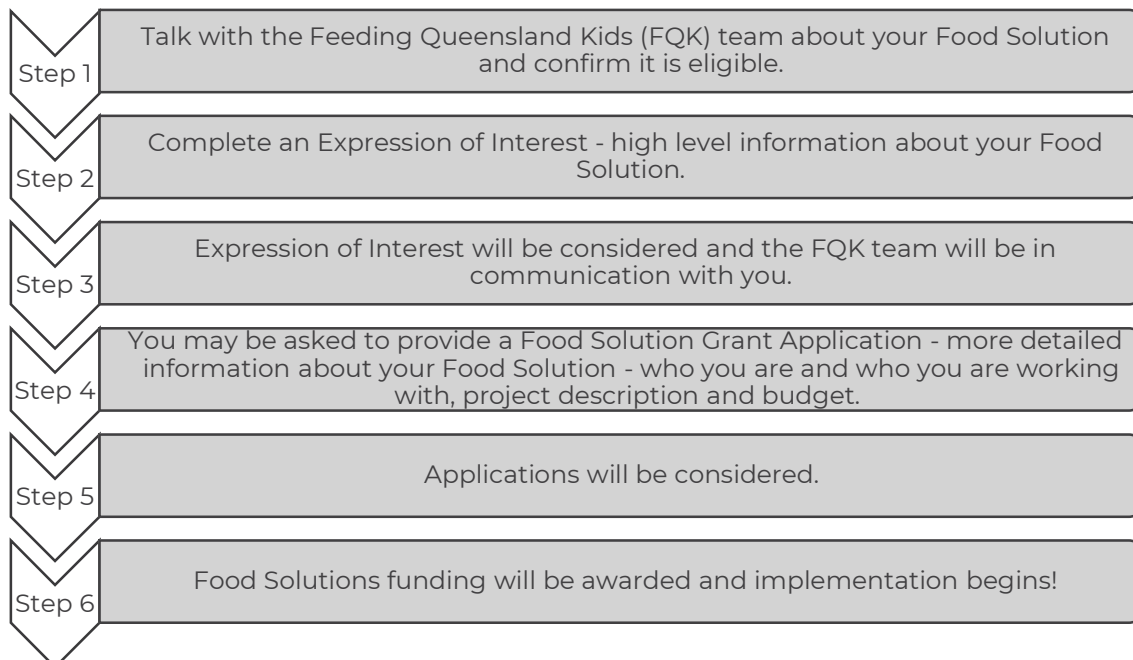 Step 1
Talk with the Feeding Queensland Kids (FQK) team about your Food Solution
and confirm it is eligible.
Step 2
Complete an Expression of Interest - high level information about your Food
Solution.
Step 3
Expression of Interest will be considered and the FQK team will be in
communication with you.
Step 4
You may be asked to provide a Food Solution Grant Application - more detailed
information about your Food Solution - who you are and who you are working
with, project description and budget.
Step 5
Applications will be considered.
Step 6
Food Solutions funding will be awarded and implementation begins!